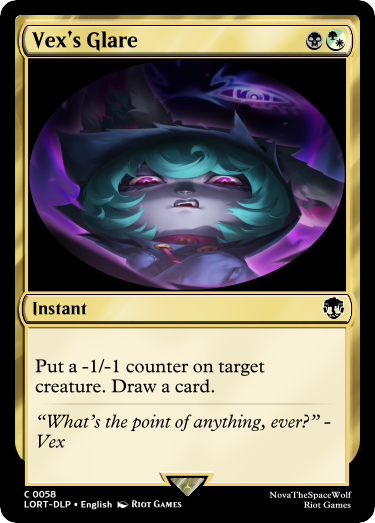 Vex's Glare
Instant
Put a -1/-1 counter on target
creature. Draw a card.
"What's the point of anything, ever?" -
Vex
C 0058
LORT-DLP • English RIOT GAMES
NovaTheSpaceWolf
Riot Games